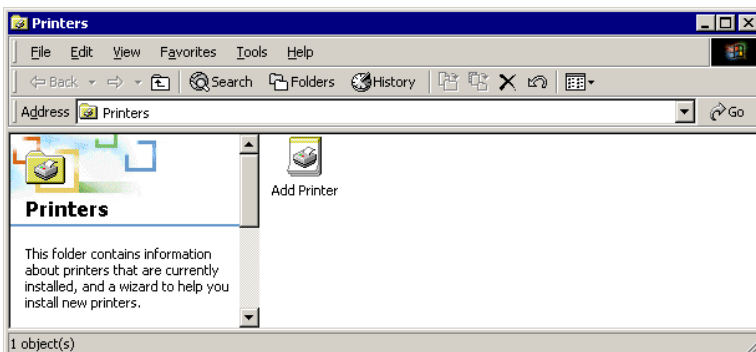 Printers
File Edit View Favorites Tools Help
Back Search Folders History
Address Printers Go
Add Printer
Printers
This folder contains information
about printers that are currently
installed, and a wizard to help you
install new printers.
1 object(s)